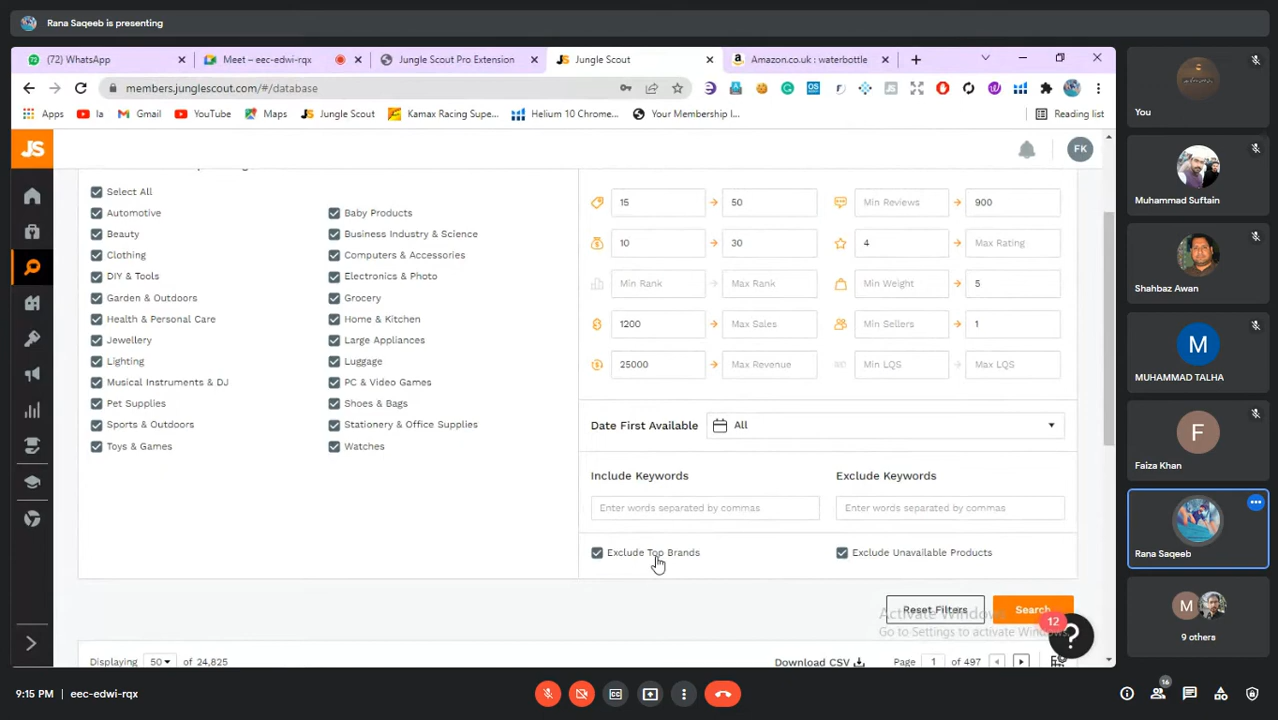 Rana Saqeeb is presenting
(72) WhatsApp
Meet – eec-edwi-rqx
Jungle Scout Pro Extension
Jungle Scout
Amazon.co.uk : waterbottle
members.junglescout.com/#/database
Apps
la
Gmail
YouTube
Maps
Jungle Scout
Kamax Racing Supe...
Helium 10 Chrome...
Your Membership l...
Reading list
JS
FK
Select All
Automotive
Baby Products
Beauty
Business Industry & Science
Clothing
Computers & Accessories
DIY & Tools
Electronics & Photo
Garden & Outdoors
Grocery
Health & Personal Care
Home & Kitchen
Jewellery
Large Appliances
Lighting
Luggage
Musical Instruments & DJ
PC & Video Games
Pet Supplies
Shoes & Bags
Sports & Outdoors
Stationery & Office Supplies
Toys & Games
Watches
15 50 Min Reviews 900
10 30 4 Max Rating
Min Rank Max Rank Min Weight 5
1200 Max Sales Min Sellers 1
25000 Max Revenue Min LQS Max LQS
Date First Available All
Include Keywords
Exclude Keywords
Enter words separated by commas
Enter words separated by commas
Exclude Top Brands
Exclude Unavailable Products
Reset Filters
Search
Activate Windows
Go to Settings to activate Windows.
12
Displaying 50 of 24,825
Download CSV
Page 1 of 497
You
Muhammad Suftain
Shahbaz Awan
M
MUHAMMAD TALHA
F
Faiza Khan
Rana Saqeeb
M
9 others
9:15 PM eec-edwi-rqx
16